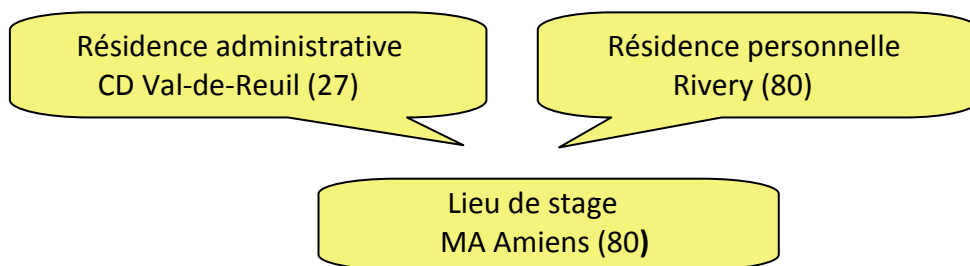 Résidence administrative
CD Val-de-Reuil (27)
Résidence personnelle
Rivery (80)
Lieu de stage
MA Amiens (80)